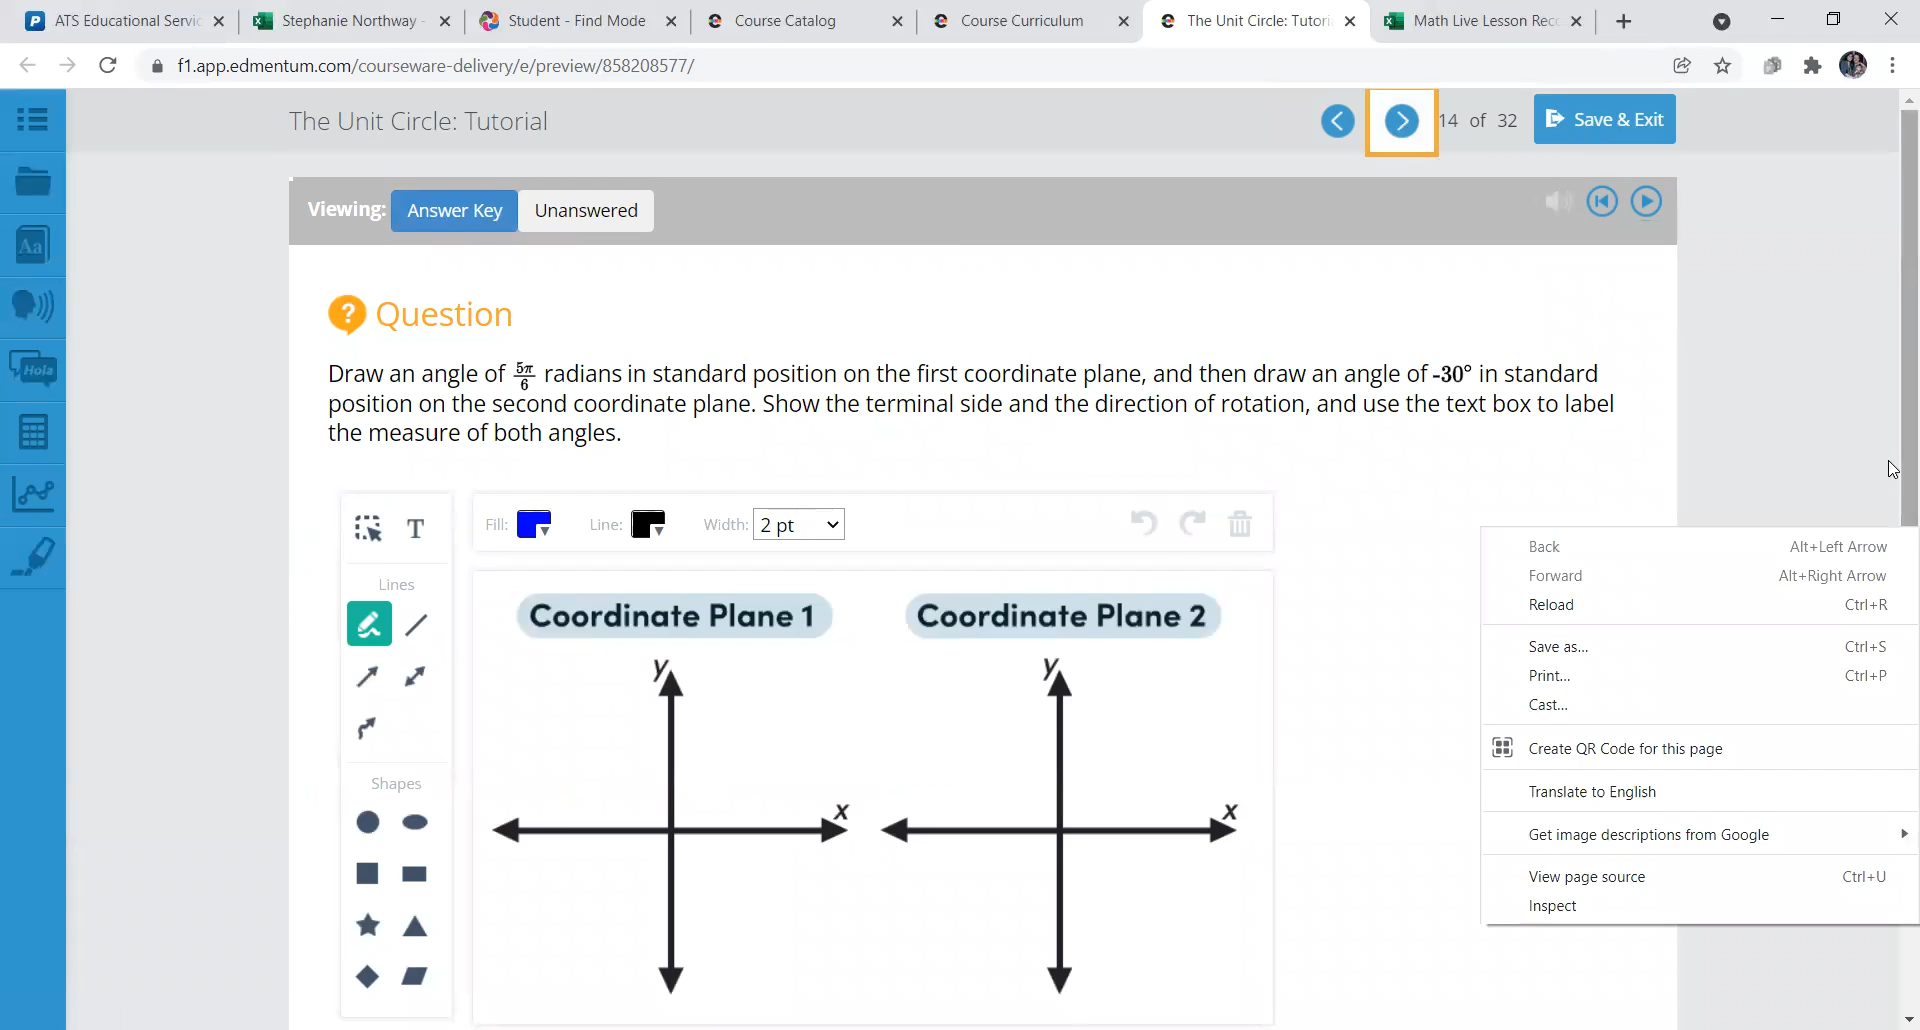 ATS Educational Servic
Stephanie Northway -
Student - Find Mode
Course Catalog
Course Curriculum
The Unit Circle: Tutori
Math Live Lesson Rec
f1.app.edmentum.com/courseware-delivery/e/preview/858208577/
The Unit Circle: Tutorial
14 of 32
Save & Exit
Aa
Hola
Viewing:
Answer Key
Unanswered
? Question
Draw an angle of 5π/6 radians in standard position on the first coordinate plane, and then draw an angle of -30° in standard
position on the second coordinate plane. Show the terminal side and the direction of rotation, and use the text box to label
the measure of both angles.
T
Fill:
Line:
Width:
2 pt
Lines
Shapes
Coordinate Plane 1
Coordinate Plane 2
y
y
x
x
Back Alt+Left Arrow
Forward Alt+Right Arrow
Reload Ctrl+R
Save as... Ctrl+S
Print... Ctrl+P
Cast...
Create QR Code for this page
Translate to English
Get image descriptions from Google
View page source Ctrl+U
Inspect